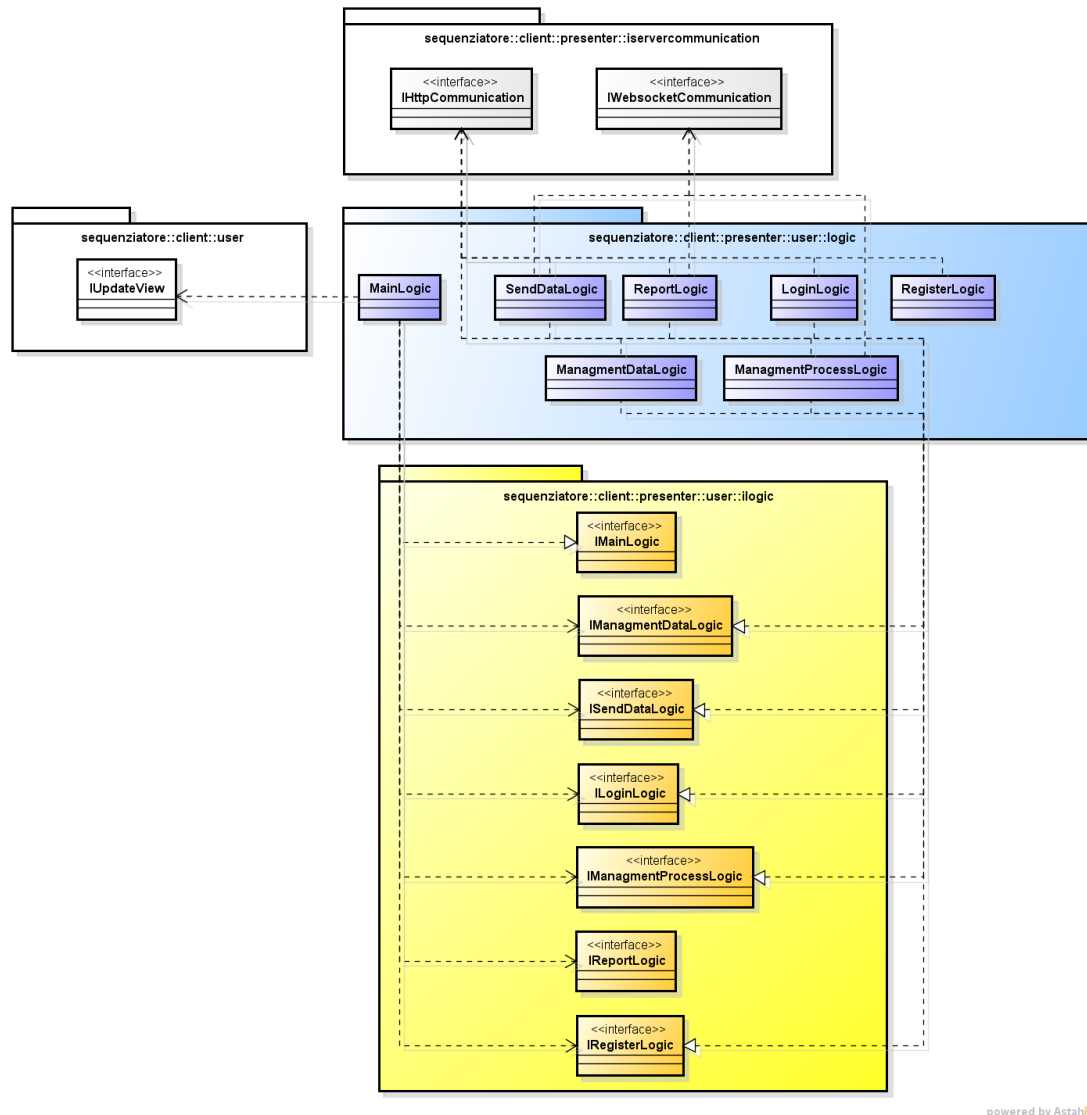 sequenziatore::client::presenter::iservercommunication
<<interface>>
IHttpCommunication
<<interface>>
IWebsocketCommunication
sequenziatore::client::user
<<interface>>
IUpdateView
sequenziatore::client::presenter::user::logic
MainLogic
SendDataLogic
ReportLogic
LoginLogic
RegisterLogic
ManagmentDataLogic
ManagmentProcessLogic
sequenziatore::client::presenter::user::ilogic
<<interface>>
IMainLogic
<<interface>>
IManagmentDataLogic
<<interface>>
ISendDataLogic
<<interface>>
ILoginLogic
<<interface>>
IManagmentProcessLogic
<<interface>>
IReportLogic
<<interface>>
IRegisterLogic
powered by Astah